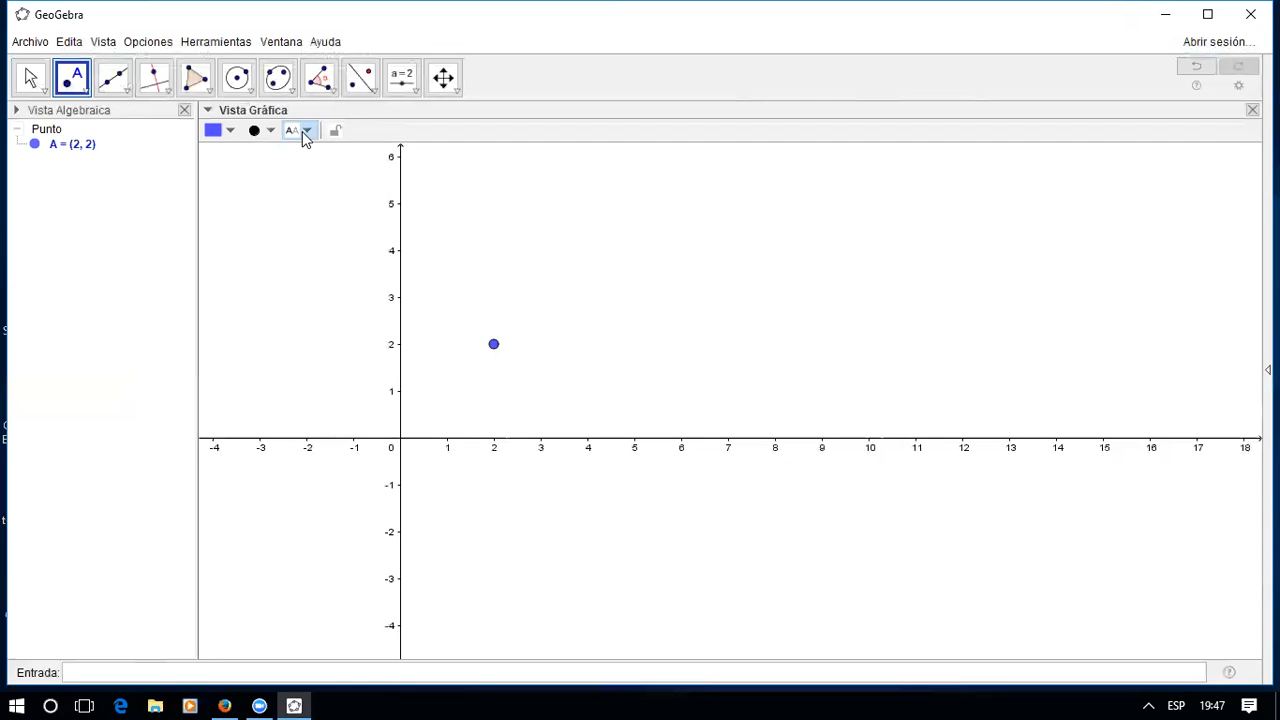 GeoGebra
Archivo Edita Vista Opciones Herramientas Ventana Ayuda
Abrir sesión...
A
a=2
Vista Algebraica
Vista Gráfica
Punto
A = (2, 2)
AA
6
5
4
3
2
1
-4 -3 -2 -1 0 1 2 3 4 5 6 7 8 9 10 11 12 13 14 15 16 17 18
-1
-2
-3
-4
Entrada:
ESP 19:47